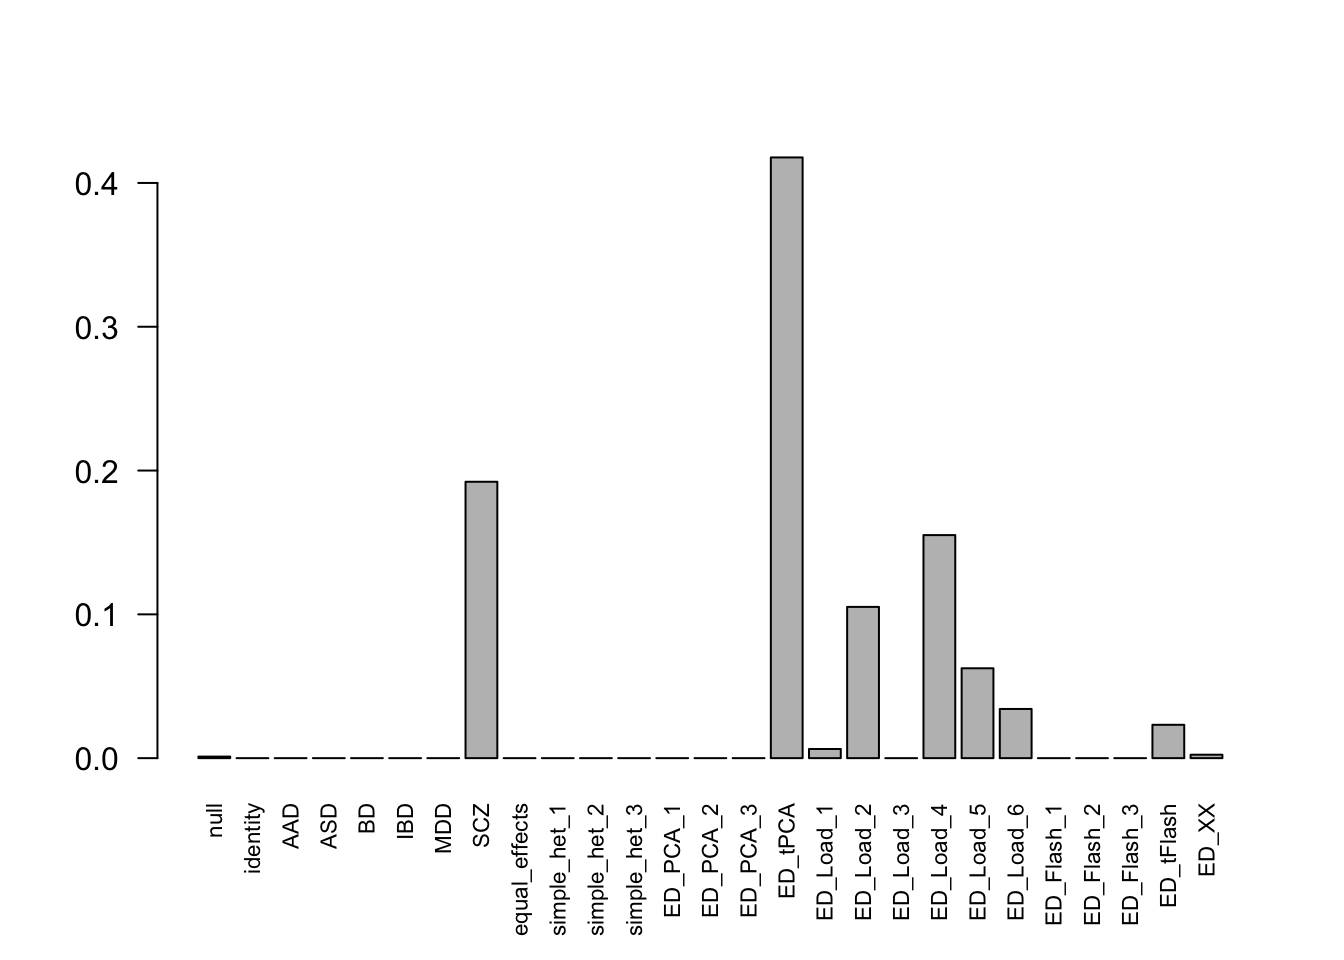 0.4
0.3
0.2
0.1
0.0
null
identity
AAD
ASD
BD
IBD
MDD
SCZ
equal_effects
simple_het_1
simple_het_2
simple_het_3
ED_PCA_1
ED_PCA_2
ED_PCA_3
ED_tPCA
ED_Load_1
ED_Load_2
ED_Load_3
ED_Load_4
ED_Load_5
ED_Load_6
ED_Flash_1
ED_Flash_2
ED_Flash_3
ED_tFlash
ED_XX